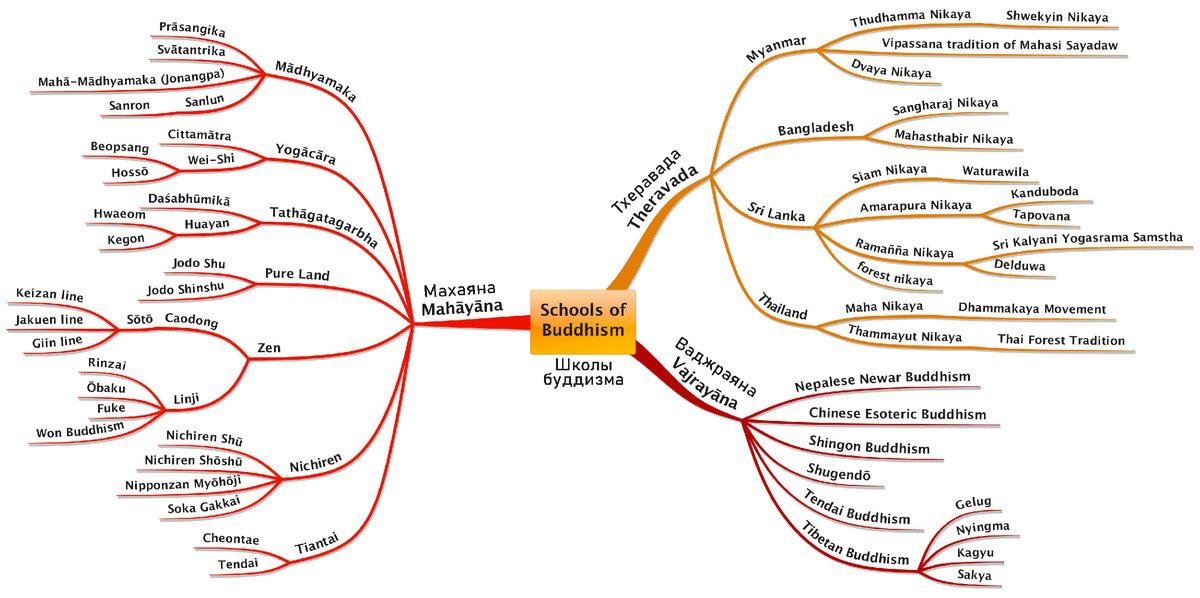 Schools of
Buddhism
Школы
буддизма
Махаяна
Mahāyāna
Mādhyamaka
Prāsangika
Svātantrika
Mahā-Mādhyamaka (Jonangpa)
Sanlun
Sanron
Yogācāra
Cittamātra
Wei-Shi
Beopsang
Hossō
Tathāgatagarbha
Daśabhūmikā
Huayan
Hwaeom
Kegon
Pure Land
Jodo Shu
Jodo Shinshu
Zen
Caodong
Sōtō
Keizan line
Jakuen line
Giin line
Linji
Rinzai
Ōbaku
Fuke
Won Buddhism
Nichiren
Nichiren Shū
Nichiren Shōshū
Nipponzan Myōhōji
Soka Gakkai
Tiantai
Cheontae
Tendai
Тхеравада
Theravada
Myanmar
Thudhamma Nikaya
Shwekyin Nikaya
Vipassana tradition of Mahasi Sayadaw
Dvaya Nikaya
Bangladesh
Sangharaj Nikaya
Mahasthabir Nikaya
Sri Lanka
Siam Nikaya
Waturawila
Amarapura Nikaya
Kanduboda
Tapovana
Ramañña Nikaya
Sri Kalyani Yogasrama Samstha
Delduwa
forest nikaya
Thailand
Maha Nikaya
Dhammakaya Movement
Thammayut Nikaya
Thai Forest Tradition
Ваджраяна
Vajrayāna
Nepalese Newar Buddhism
Chinese Esoteric Buddhism
Shingon Buddhism
Shugendō
Tendai Buddhism
Tibetan Buddhism
Gelug
Nyingma
Kagyu
Sakya